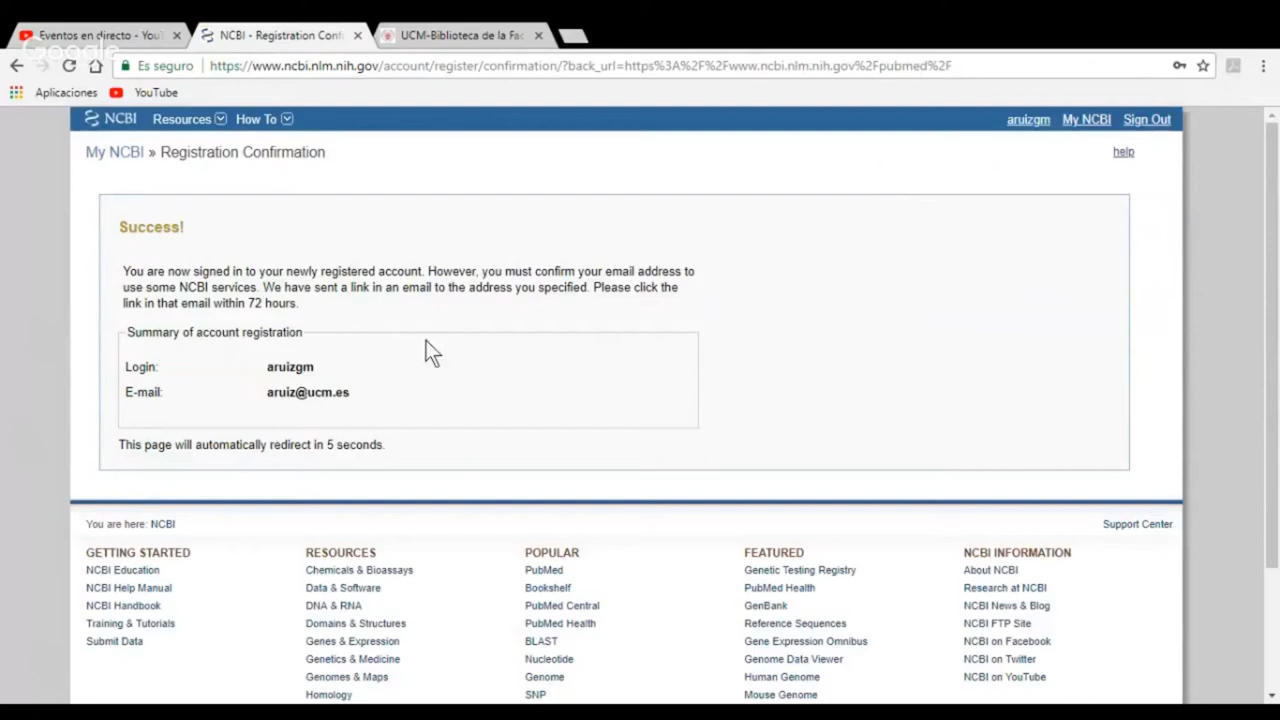 Eventos en directo - YouT
NCBI - Registration Confi
UCM-Biblioteca de la Fac
Google
Es seguro
https://www.ncbi.nlm.nih.gov/account/register/confirmation/?back_url=https%3A%2F%2Fwww.ncbi.nlm.nih.gov%2Fpubmed%2F
Aplicaciones YouTube
NCBI Resources How To aruizgm My NCBI Sign Out
My NCBI » Registration Confirmation help
Success!
You are now signed in to your newly registered account. However, you must confirm your email address to
use some NCBI services. We have sent a link in an email to the address you specified. Please click the
link in that email within 72 hours.
Summary of account registration
Login: aruizgm
E-mail: aruiz@ucm.es
This page will automatically redirect in 5 seconds.
You are here: NCBI Support Center
GETTING STARTED
NCBI Education
NCBI Help Manual
NCBI Handbook
Training & Tutorials
Submit Data
RESOURCES
Chemicals & Bioassays
Data & Software
DNA & RNA
Domains & Structures
Genes & Expression
Genetics & Medicine
Genomes & Maps
Homology
POPULAR
PubMed
Bookshelf
PubMed Central
PubMed Health
BLAST
Nucleotide
Genome
SNP
FEATURED
Genetic Testing Registry
PubMed Health
GenBank
Reference Sequences
Gene Expression Omnibus
Genome Data Viewer
Human Genome
Mouse Genome
NCBI INFORMATION
About NCBI
Research at NCBI
NCBI News & Blog
NCBI FTP Site
NCBI on Facebook
NCBI on Twitter
NCBI on YouTube